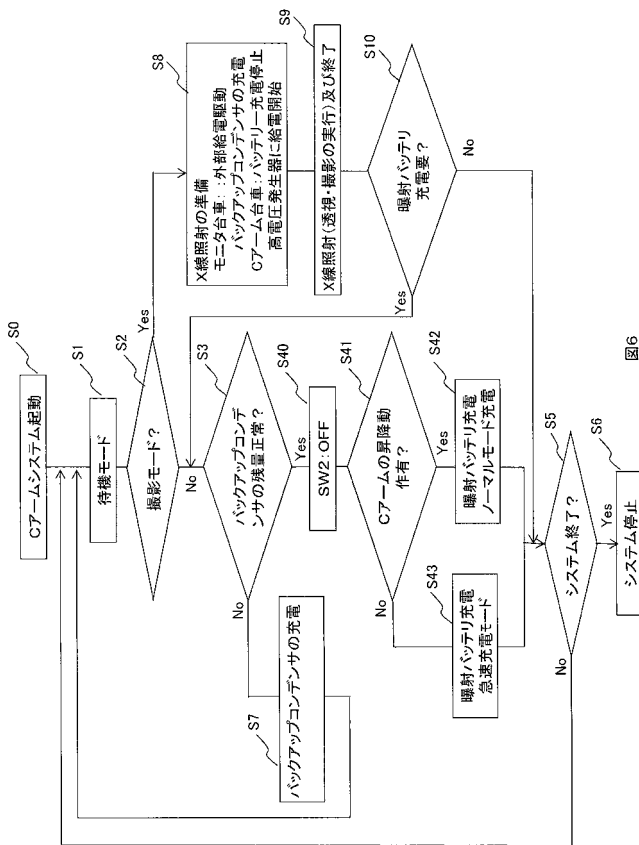 S0
Cアームシステム起動
S1
待機モード
S2
撮影モード?
Yes
No
S8
X線照射の準備
モニタ台車：:外部給電駆動
バックアップコンデンサの充電
Cアーム台車:バッテリー充電停止
高電圧発生器に給電開始
S9
X線照射(透視・撮影の実行)及び終了
S10
曝射バッテリ
充電要?
Yes
No
S3
バックアップコンデ
ンサの残量正常?
No
Yes
S7
バックアップコンデンサの充電
S40
SW2:OFF
S41
Cアームの昇降動
作有?
No
Yes
S42
曝射バッテリ充電
ノーマルモード充電
S43
曝射バッテリ充電
急速充電モード
S5
システム終了?
No
Yes
S6
システム停止
図6